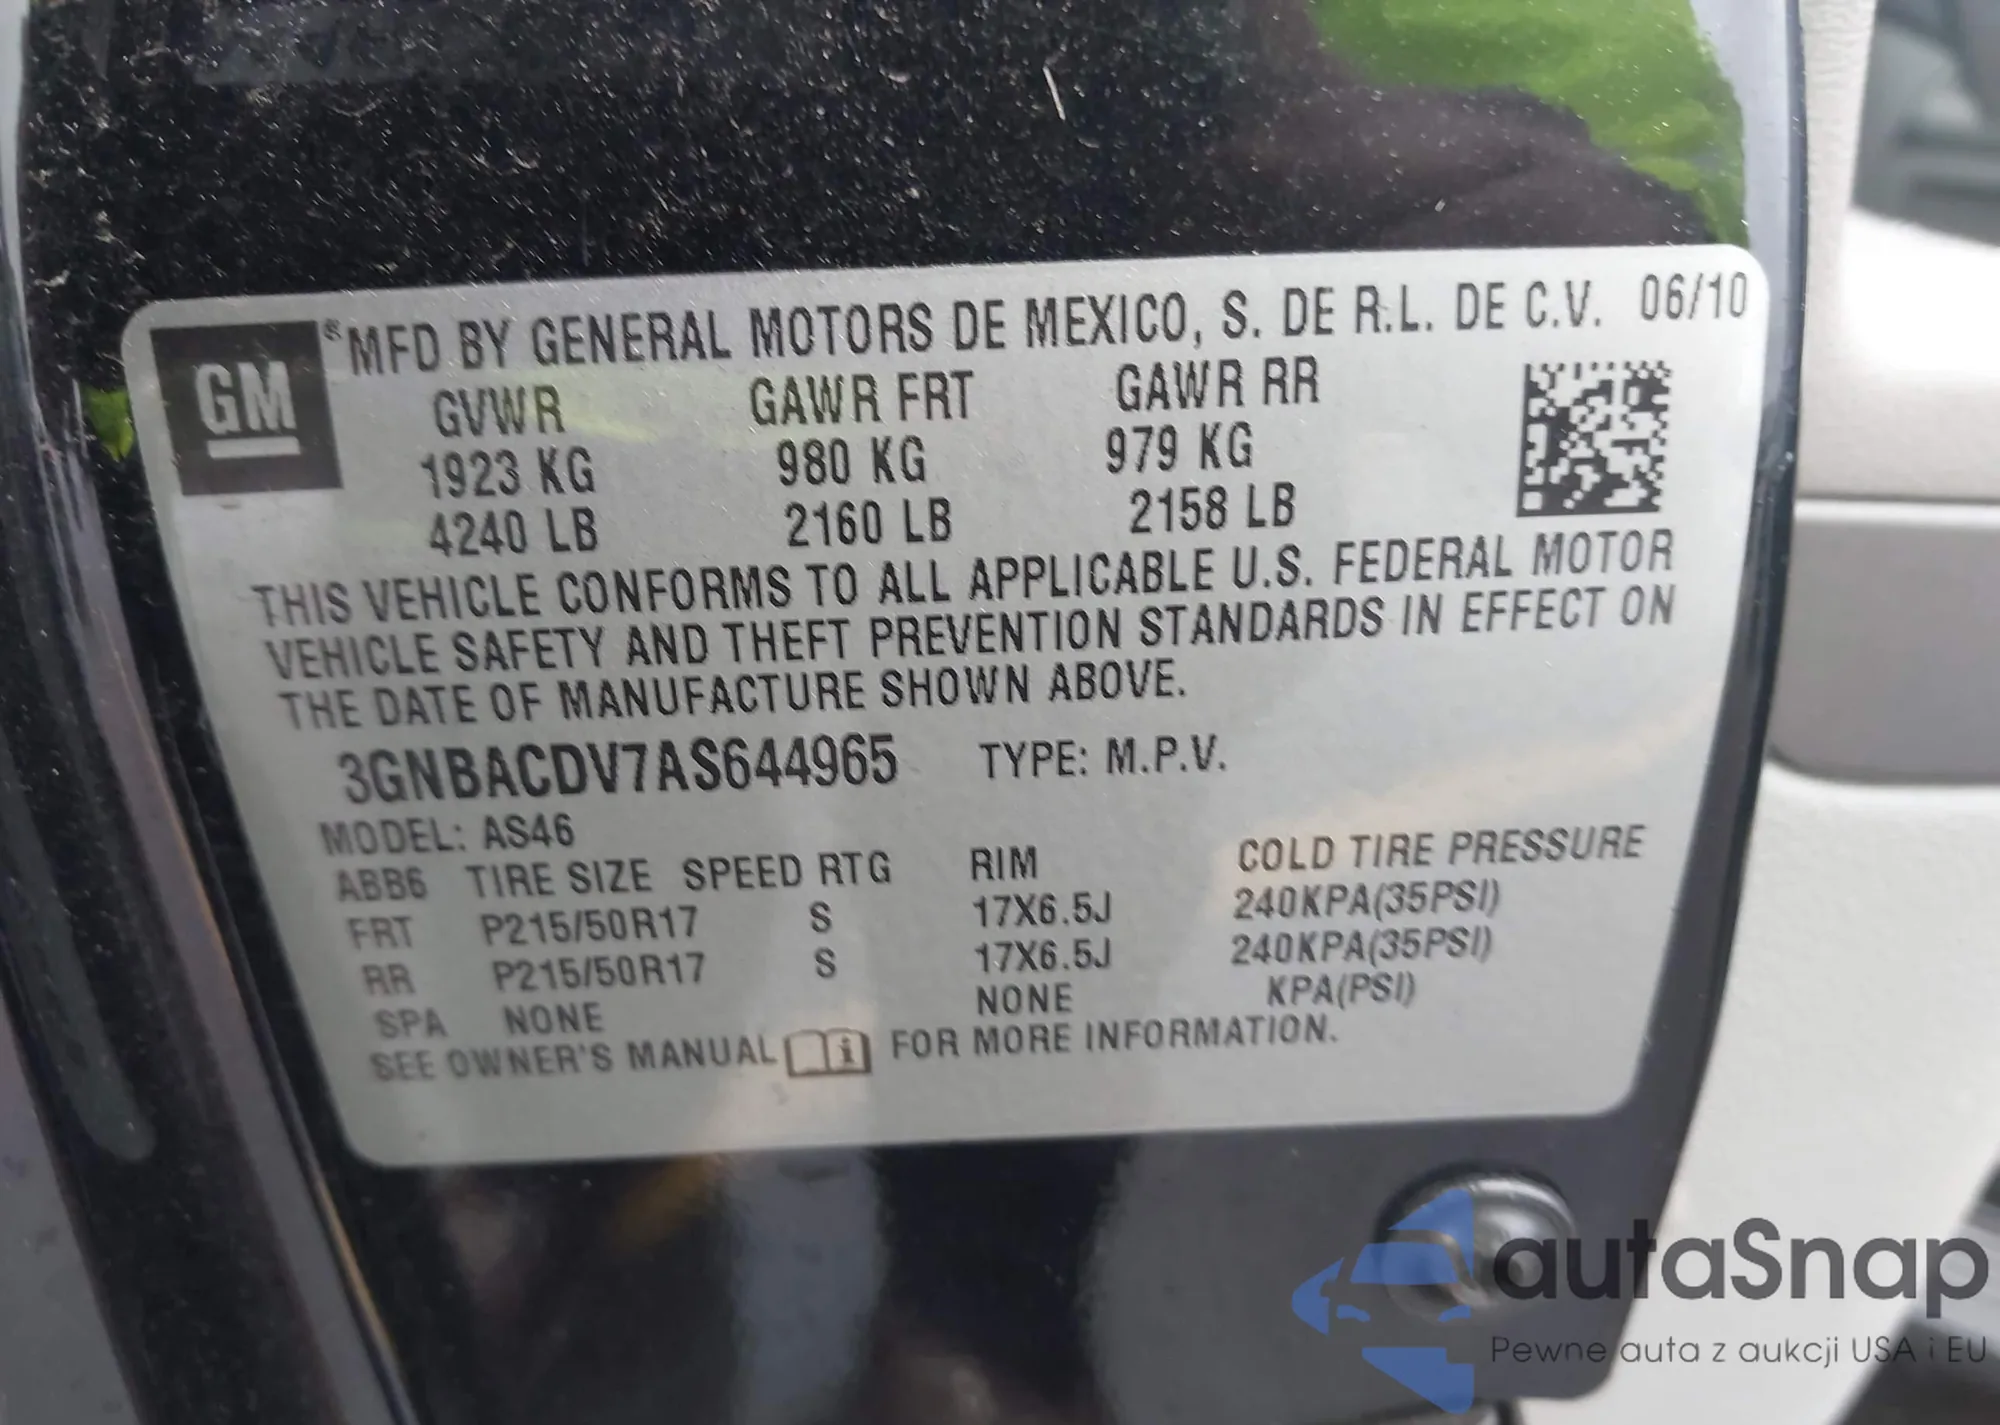 GM ® MFD BY GENERAL MOTORS DE MEXICO, S. DE R.L. DE C.V. 06/10
GVWR GAWR FRT GAWR RR
1923 KG 980 KG 979 KG
4240 LB 2160 LB 2158 LB
THIS VEHICLE CONFORMS TO ALL APPLICABLE U.S. FEDERAL MOTOR
VEHICLE SAFETY AND THEFT PREVENTION STANDARDS IN EFFECT ON
THE DATE OF MANUFACTURE SHOWN ABOVE.
3GNBACDV7AS644965 TYPE: M.P.V.
MODEL: AS46
ABB6 TIRE SIZE SPEED RTG RIM COLD TIRE PRESSURE
FRT P215/50R17 S 17X6.5J 240KPA(35PSI)
RR P215/50R17 S 17X6.5J 240KPA(35PSI)
SPA NONE NONE KPA(PSI)
SEE OWNER'S MANUAL FOR MORE INFORMATION.
autaSnap
Pewne auta z aukcji USA i EU